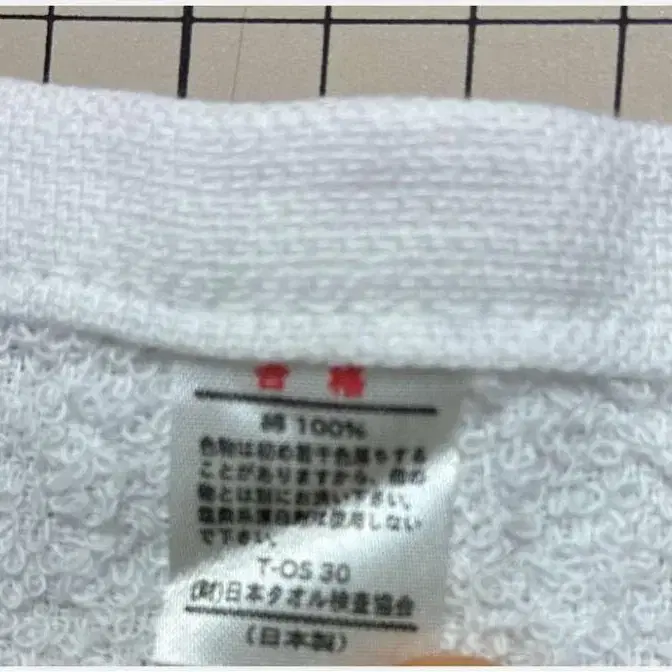 合格
綿 100%
色物は初め若干色落ちする
ことがありますから、他の
物とは別にお洗い下さい。
塩素系漂白剤は使用しない
で下さい。
T-OS 30
(財)日本タオル検査協会
(日本製)